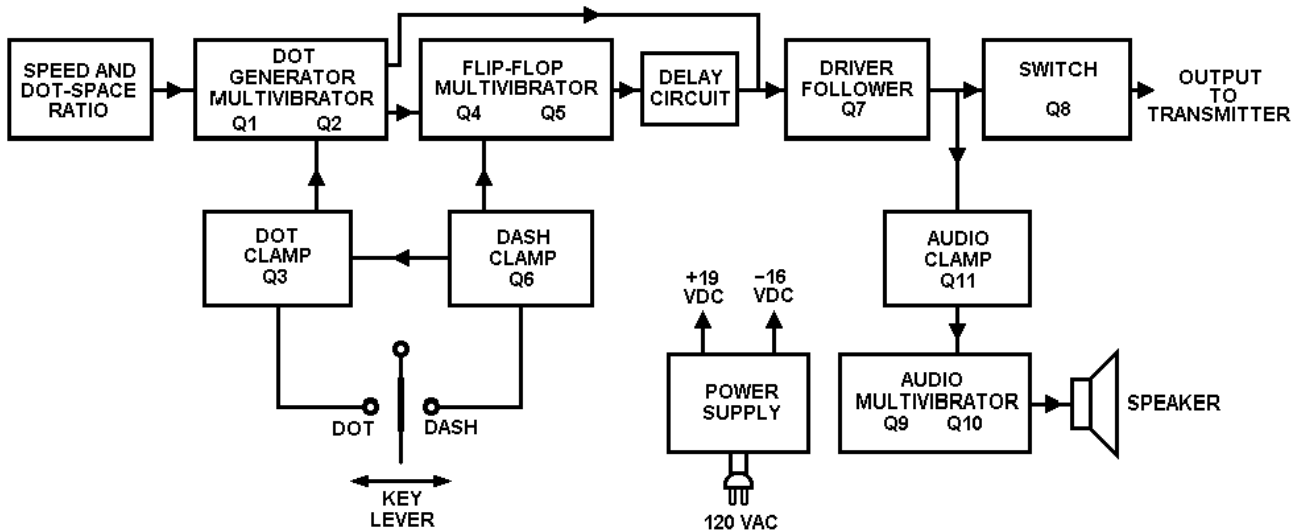 SPEED AND
DOT-SPACE
RATIO
DOT
GENERATOR
MULTIVIBRATOR
Q1 Q2
FLIP-FLOP
MULTIVIBRATOR
Q4 Q5
DELAY
CIRCUIT
DRIVER
FOLLOWER
Q7
SWITCH
Q8
OUTPUT
TO
TRANSMITTER
DOT
CLAMP
Q3
DASH
CLAMP
Q6
AUDIO
CLAMP
Q11
+19
VDC
−16
VDC
DOT
DASH
KEY
LEVER
POWER
SUPPLY
120 VAC
AUDIO
MULTIVIBRATOR
Q9 Q10
SPEAKER